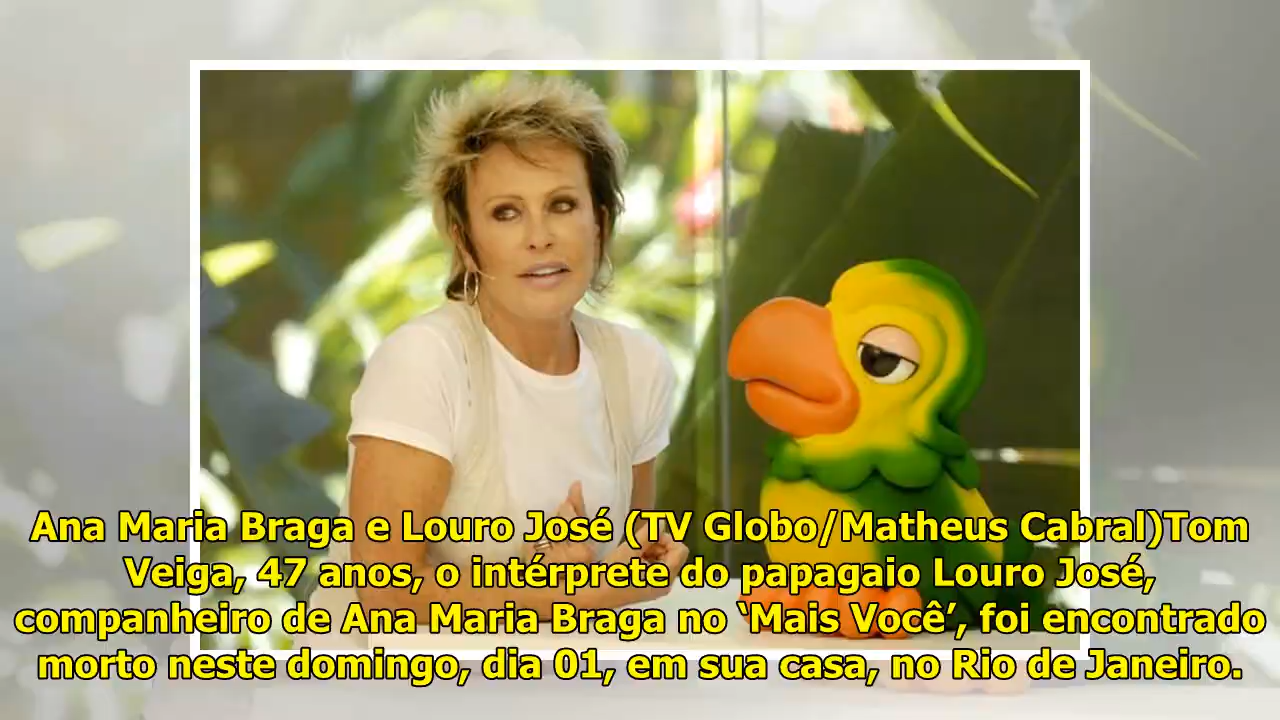 Ana Maria Braga e Louro José (TV Globo/Matheus Cabral)Tom
Veiga, 47 anos, o intérprete do papagaio Louro José,
companheiro de Ana Maria Braga no ‘Mais Você’, foi encontrado
morto neste domingo, dia 01, em sua casa, no Rio de Janeiro.